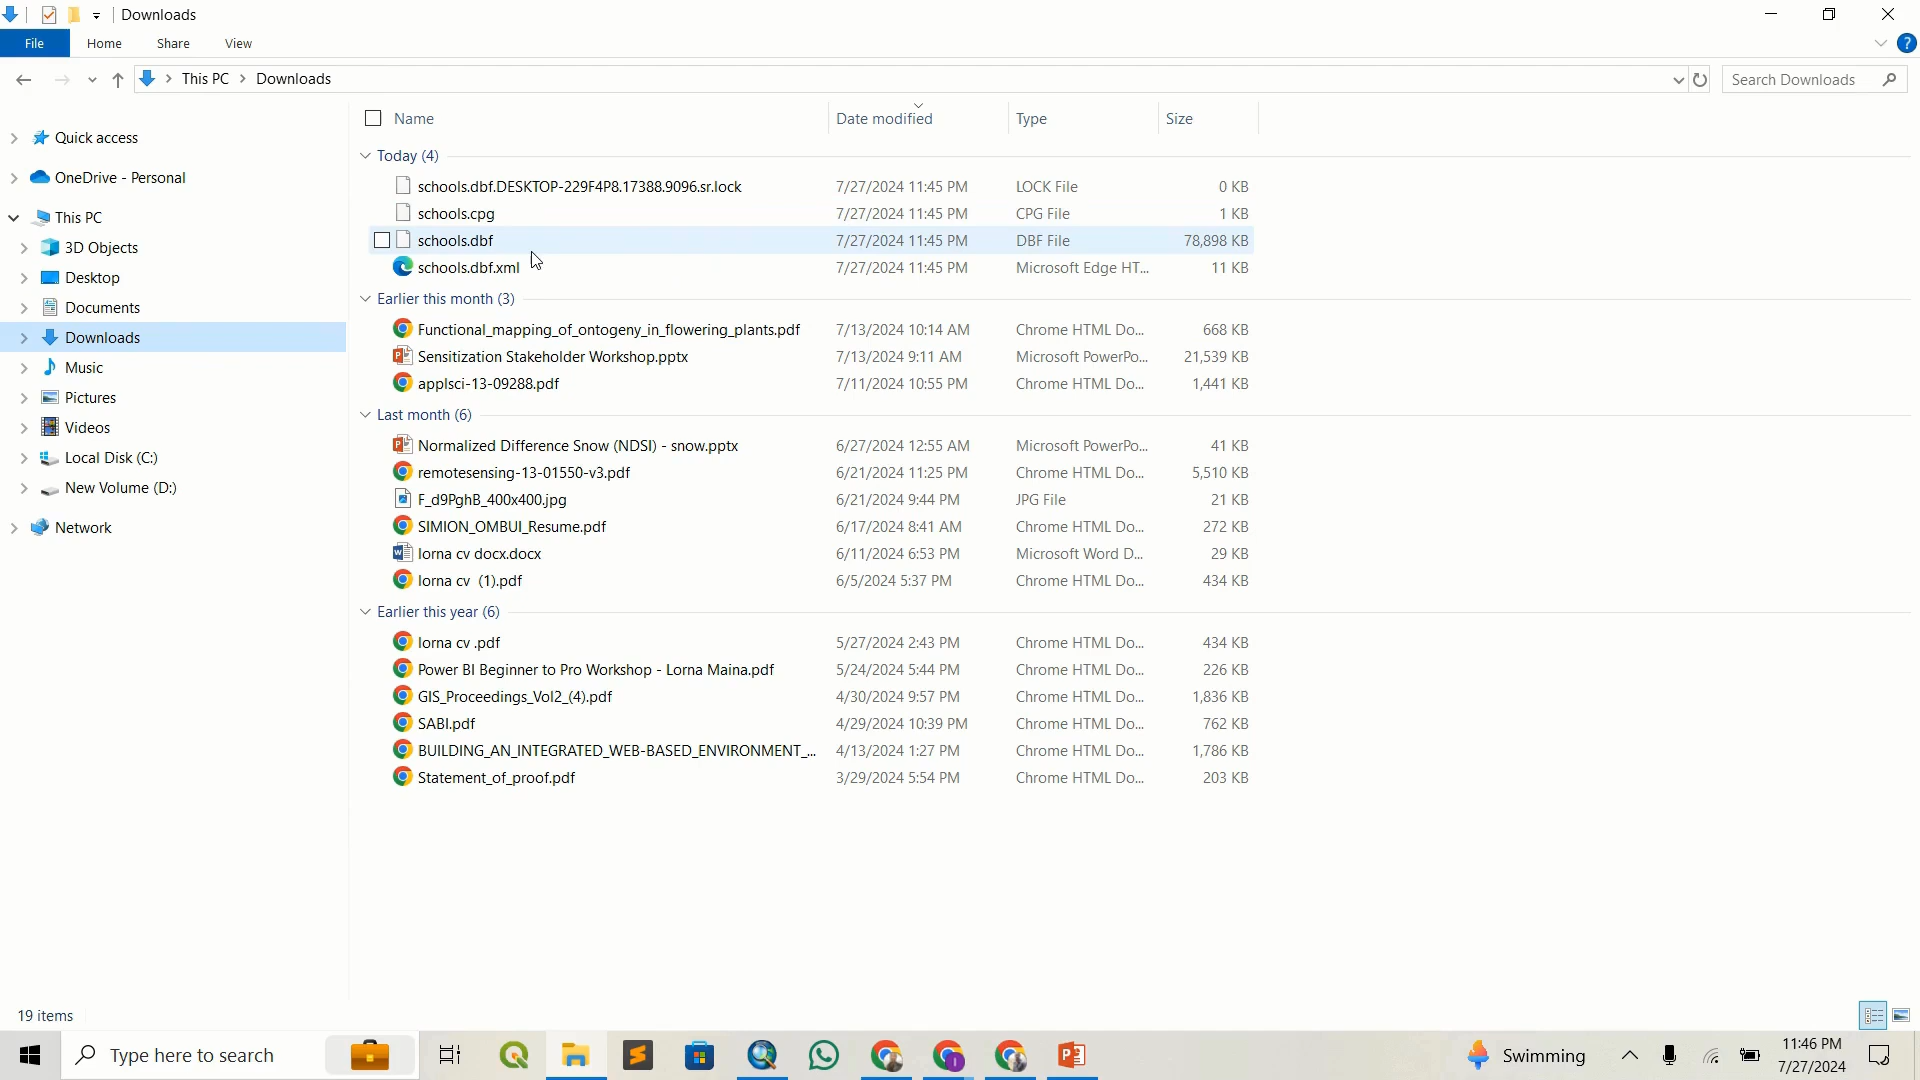 Downloads
File Home Share View
This PC Downloads Search Downloads
Name Date modified Type Size
Quick access
OneDrive - Personal
This PC
3D Objects
Desktop
Documents
Downloads
Music
Pictures
Videos
Local Disk (C:)
New Volume (D:)
Network
Today (4)
schools.dbf.DESKTOP-229F4P8.17388.9096.sr.lock 7/27/2024 11:45 PM LOCK File 0 KB
schools.cpg 7/27/2024 11:45 PM CPG File 1 KB
schools.dbf 7/27/2024 11:45 PM DBF File 78,898 KB
schools.dbf.xml 7/27/2024 11:45 PM Microsoft Edge HT... 11 KB
Earlier this month (3)
Functional_mapping_of_ontogeny_in_flowering_plants.pdf 7/13/2024 10:14 AM Chrome HTML Do... 668 KB
Sensitization Stakeholder Workshop.pptx 7/13/2024 9:11 AM Microsoft PowerPo... 21,539 KB
applsci-13-09288.pdf 7/11/2024 10:55 PM Chrome HTML Do... 1,441 KB
Last month (6)
Normalized Difference Snow (NDSI) - snow.pptx 6/27/2024 12:55 AM Microsoft PowerPo... 41 KB
remotesensing-13-01550-v3.pdf 6/21/2024 11:25 PM Chrome HTML Do... 5,510 KB
F_d9PghB_400x400.jpg 6/21/2024 9:44 PM JPG File 21 KB
SIMION_OMBUI_Resume.pdf 6/17/2024 8:41 AM Chrome HTML Do... 272 KB
lorna cv docx.docx 6/11/2024 6:53 PM Microsoft Word D... 29 KB
lorna cv (1).pdf 6/5/2024 5:37 PM Chrome HTML Do... 434 KB
Earlier this year (6)
lorna cv .pdf 5/27/2024 2:43 PM Chrome HTML Do... 434 KB
Power BI Beginner to Pro Workshop - Lorna Maina.pdf 5/24/2024 5:44 PM Chrome HTML Do... 226 KB
GIS_Proceedings_Vol2_(4).pdf 4/30/2024 9:57 PM Chrome HTML Do... 1,836 KB
SABI.pdf 4/29/2024 10:39 PM Chrome HTML Do... 762 KB
BUILDING_AN_INTEGRATED_WEB-BASED_ENVIRONMENT_... 4/13/2024 1:27 PM Chrome HTML Do... 1,786 KB
Statement_of_proof.pdf 3/29/2024 5:54 PM Chrome HTML Do... 203 KB
19 items
Type here to search Swimming 11:46 PM
7/27/2024